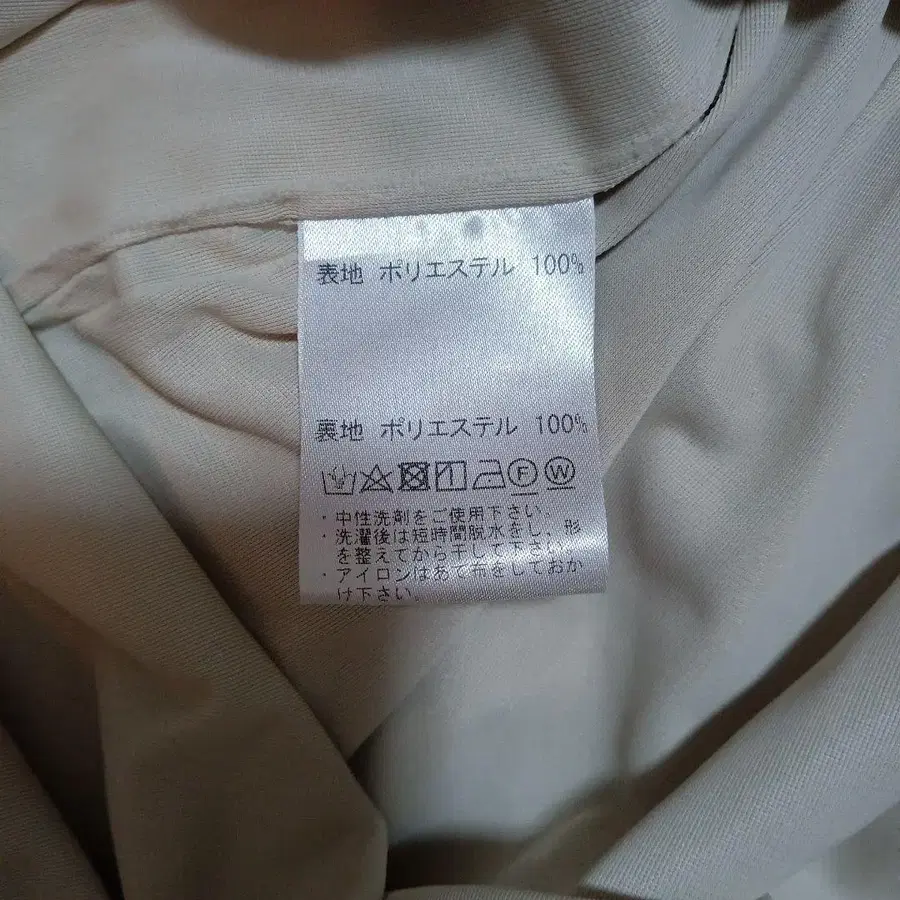 表地 ポリエステル 100%
裏地 ポリエステル 100%
F W
・中性洗剤をご使用下さい。
・洗濯後は短時間脱水をし、形
を整えてから干して下さい。
・アイロンはあて布をしておか
け下さい。